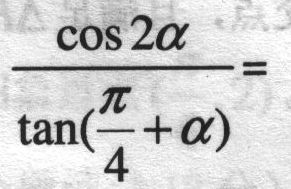 cos 2α
tan(π/4 + α) =